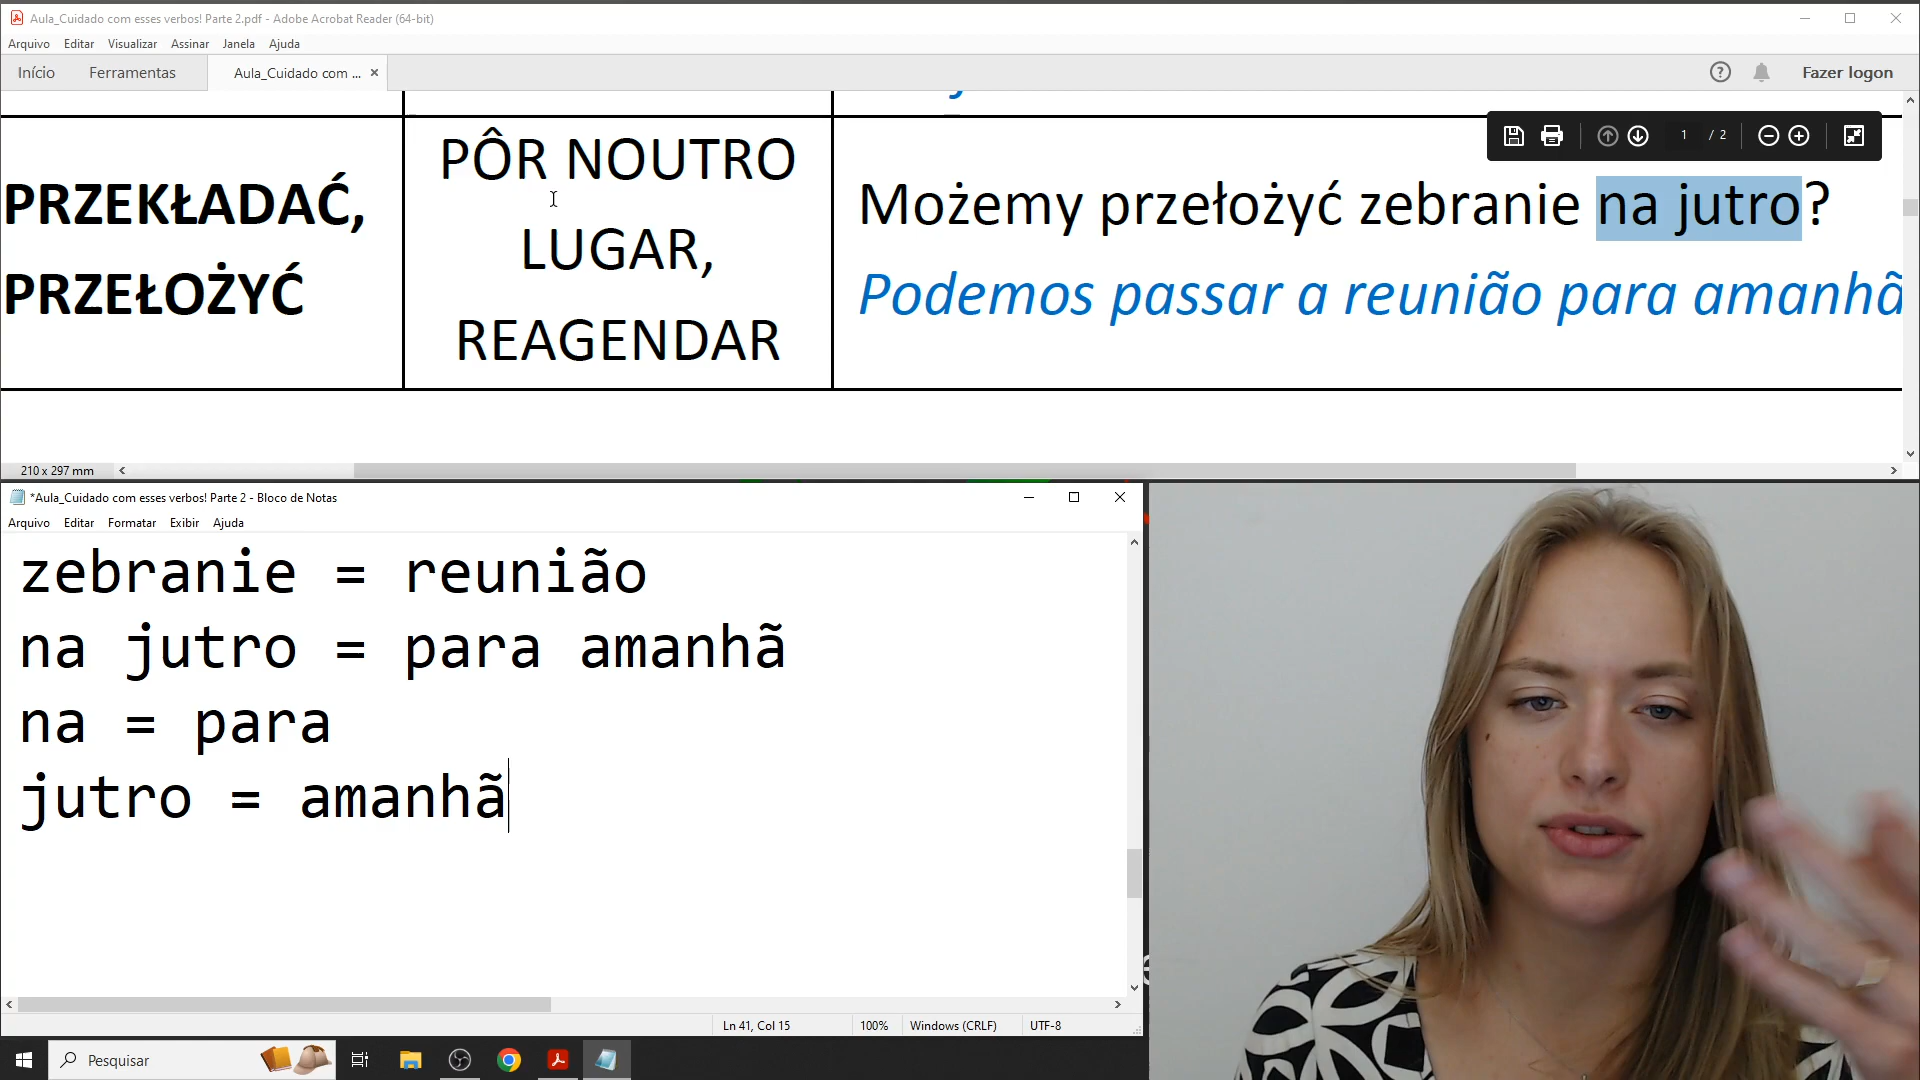 Aula_Cuidado com esses verbos! Parte 2.pdf - Adobe Acrobat Reader (64-bit)
Arquivo Editar Visualizar Assinar Janela Ajuda
Início Ferramentas Aula_Cuidado com ... × Fazer logon
1 / 2
PRZEKŁADAĆ,
PRZEŁOŻYĆ
PÔR NOUTRO
LUGAR,
REAGENDAR
Możemy przełożyć zebranie na jutro?
Podemos passar a reunião para amanhã
210 x 297 mm
*Aula_Cuidado com esses verbos! Parte 2 - Bloco de Notas
Arquivo Editar Formatar Exibir Ajuda
zebranie = reunião
na jutro = para amanhã
na = para
jutro = amanhã
Ln 41, Col 15 100% Windows (CRLF) UTF-8
Pesquisar